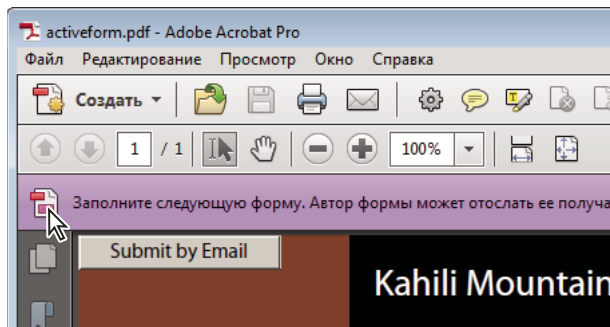 activeform.pdf - Adobe Acrobat Pro
Файл Редактирование Просмотр Окно Справка
Создать
1 / 1 100%
Заполните следующую форму. Автор формы может отослать ее получа
Submit by Email
Kahili Mountain